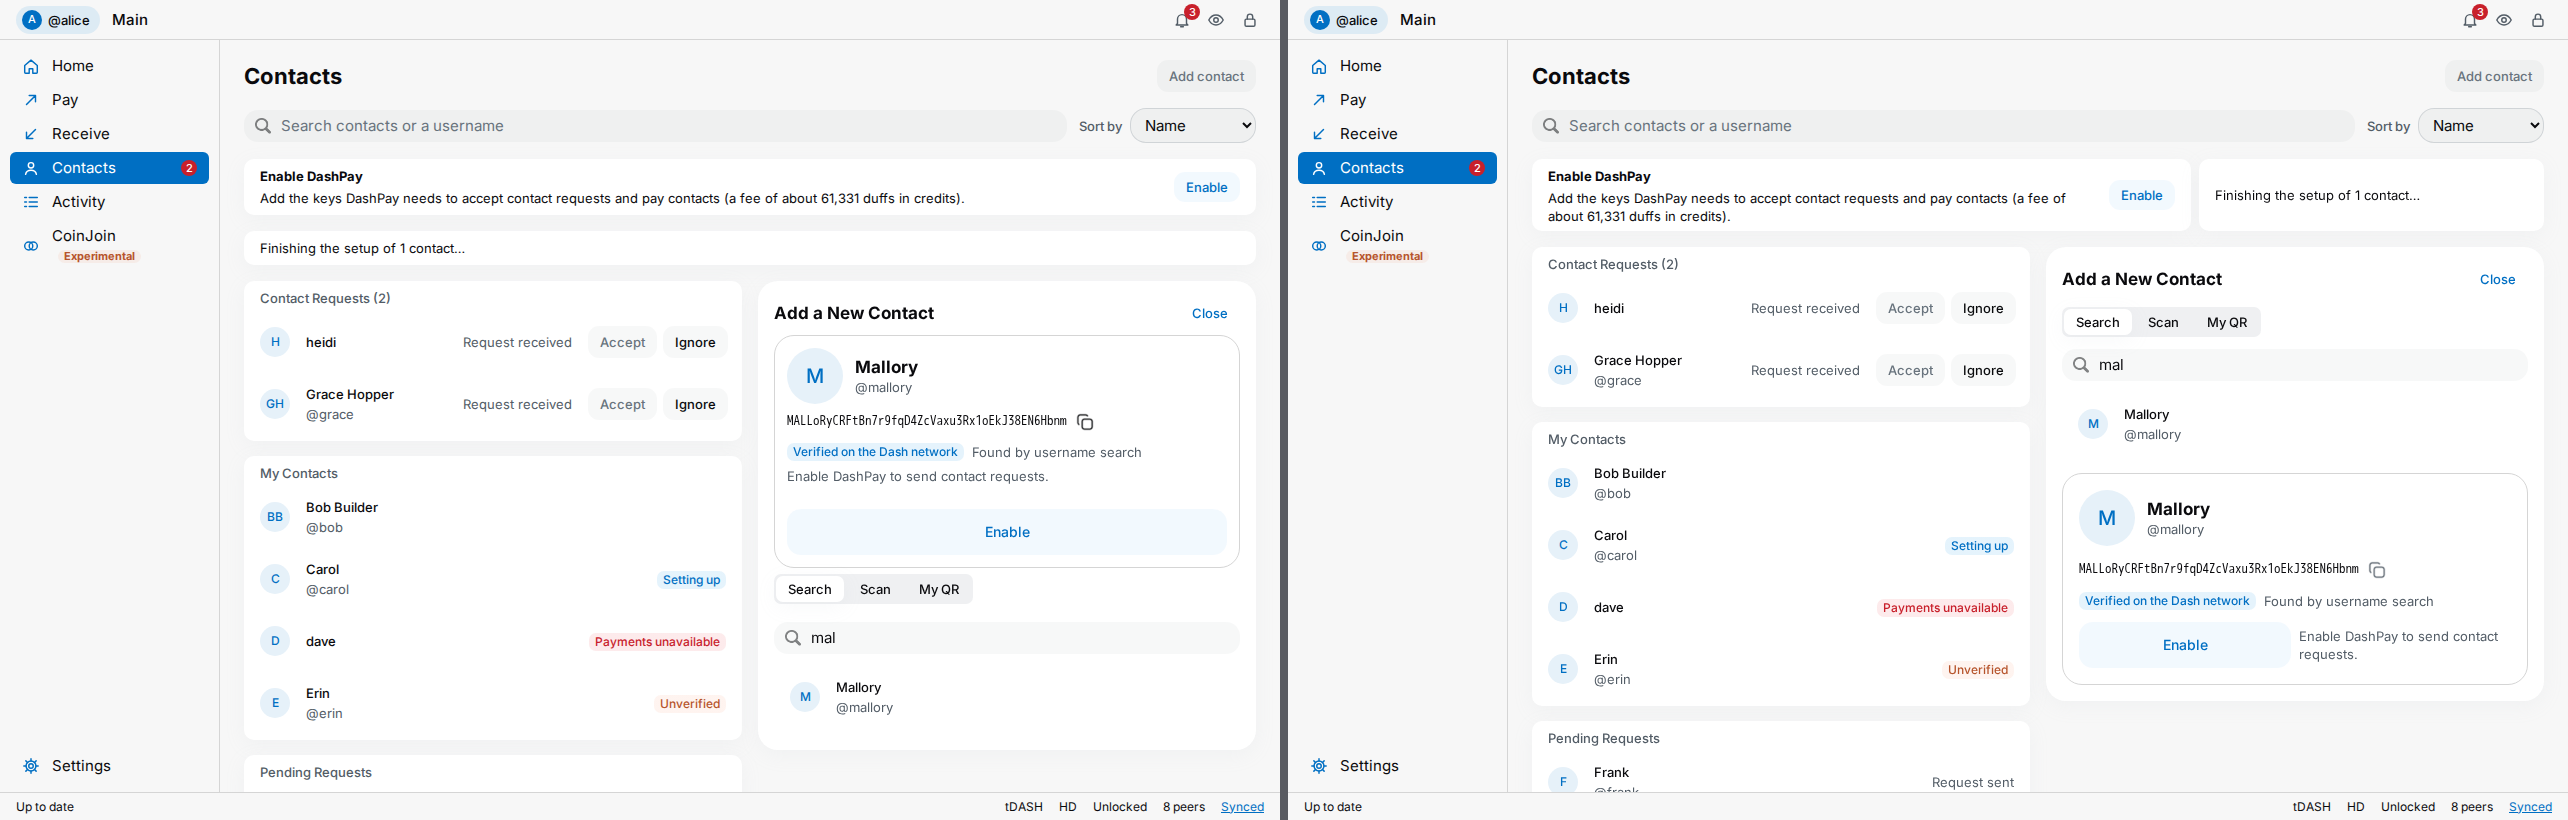 A @alice Main 3
Home
Pay
Receive
Contacts 2
Activity
CoinJoin
Experimental
Settings
Contacts
Add contact
Search contacts or a username
Sort by Name
Enable DashPay
Add the keys DashPay needs to accept contact requests and pay contacts (a fee of about 61,331 duffs in credits).
Enable
Finishing the setup of 1 contact...
Contact Requests (2)
H heidi Request received Accept Ignore
GH Grace Hopper
@grace
Request received Accept Ignore
My Contacts
BB Bob Builder
@bob
C Carol
@carol
Setting up
D dave Payments unavailable
E Erin
@erin
Unverified
Pending Requests
Add a New Contact Close
M Mallory
@mallory
MALLoRyCRFtBn7r9fqD4ZcVaxu3Rx1oEkJ38EN6Hbnm
Verified on the Dash network Found by username search
Enable DashPay to send contact requests.
Enable
Search Scan My QR
mal
M Mallory
@mallory
Up to date tDASH HD Unlocked 8 peers Synced
A @alice Main 3
Home
Pay
Receive
Contacts 2
Activity
CoinJoin
Experimental
Settings
Contacts
Add contact
Search contacts or a username
Sort by Name
Enable DashPay
Add the keys DashPay needs to accept contact requests and pay contacts (a fee of
about 61,331 duffs in credits).
Enable
Finishing the setup of 1 contact...
Contact Requests (2)
H heidi Request received Accept Ignore
GH Grace Hopper
@grace
Request received Accept Ignore
My Contacts
BB Bob Builder
@bob
C Carol
@carol
Setting up
D dave Payments unavailable
E Erin
@erin
Unverified
Pending Requests
F Frank
@frank
Request sent
Add a New Contact Close
Search Scan My QR
mal
M Mallory
@mallory
M Mallory
@mallory
MALLoRyCRFtBn7r9fqD4ZcVaxu3Rx1oEkJ38EN6Hbnm
Verified on the Dash network Found by username search
Enable
Enable DashPay to send contact
requests.
Up to date tDASH HD Unlocked 8 peers Synced